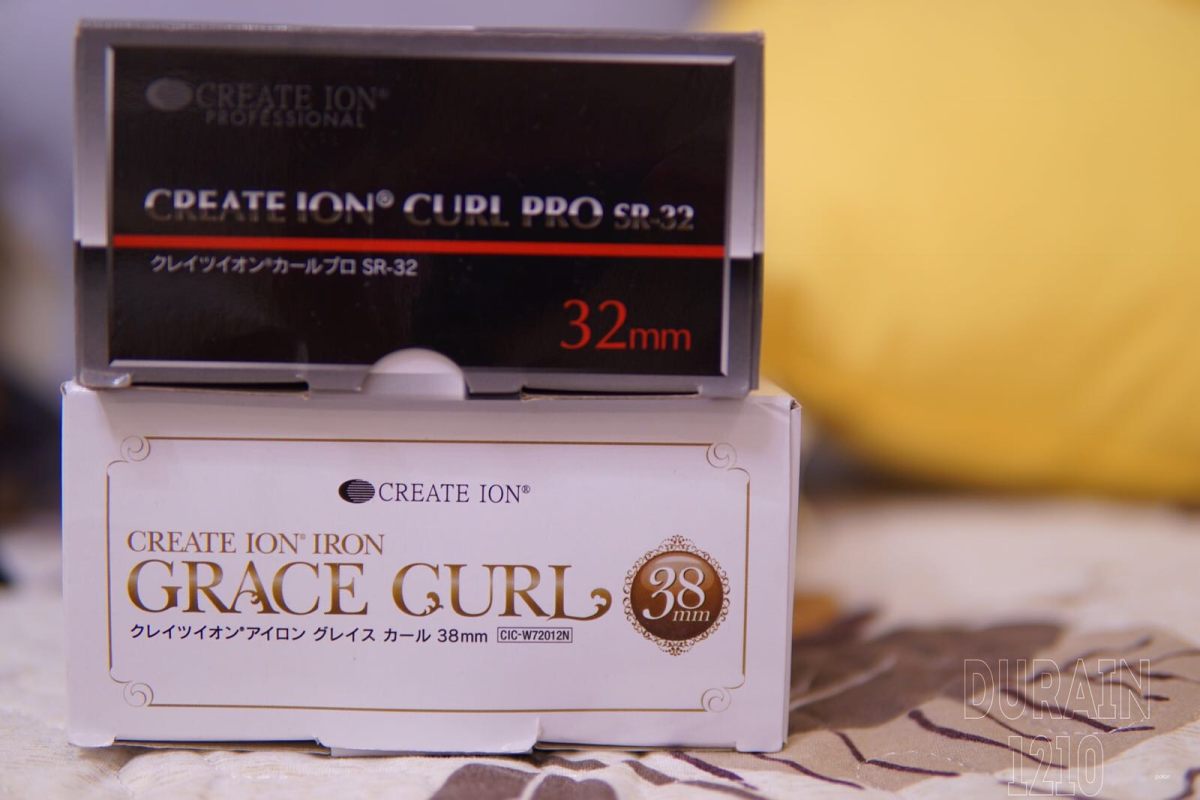 CREATE ION®
PROFESSIONAL
CREATE ION® CURL PRO SR-32
クレイツイオン®カールプロ SR-32
32mm
CREATE ION®
CREATE ION® IRON
GRACE CURL
38
mm
クレイツイオン®アイロン グレイス カール 38mm CIC-W72012N
DURAIN
1210